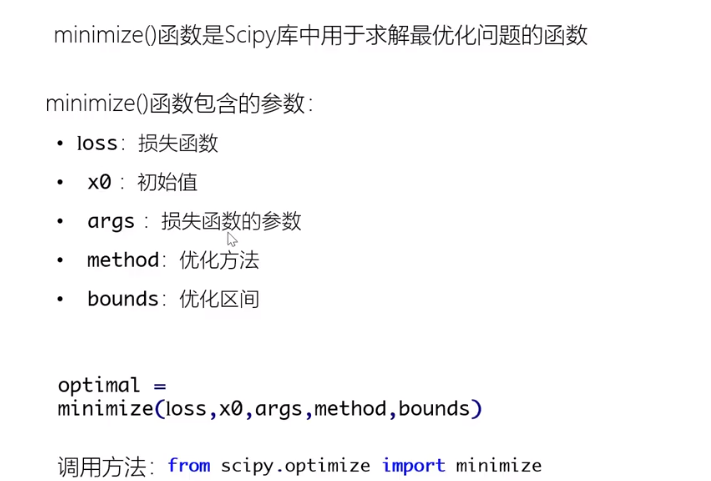 minimize()函数是Scipy库中用于求解最优化问题的函数
minimize()函数包含的参数：
• loss：损失函数
• x0：初始值
• args：损失函数的参数
• method：优化方法
• bounds：优化区间
optimal =
minimize(loss,x0,args,method,bounds)
调用方法：from scipy.optimize import minimize